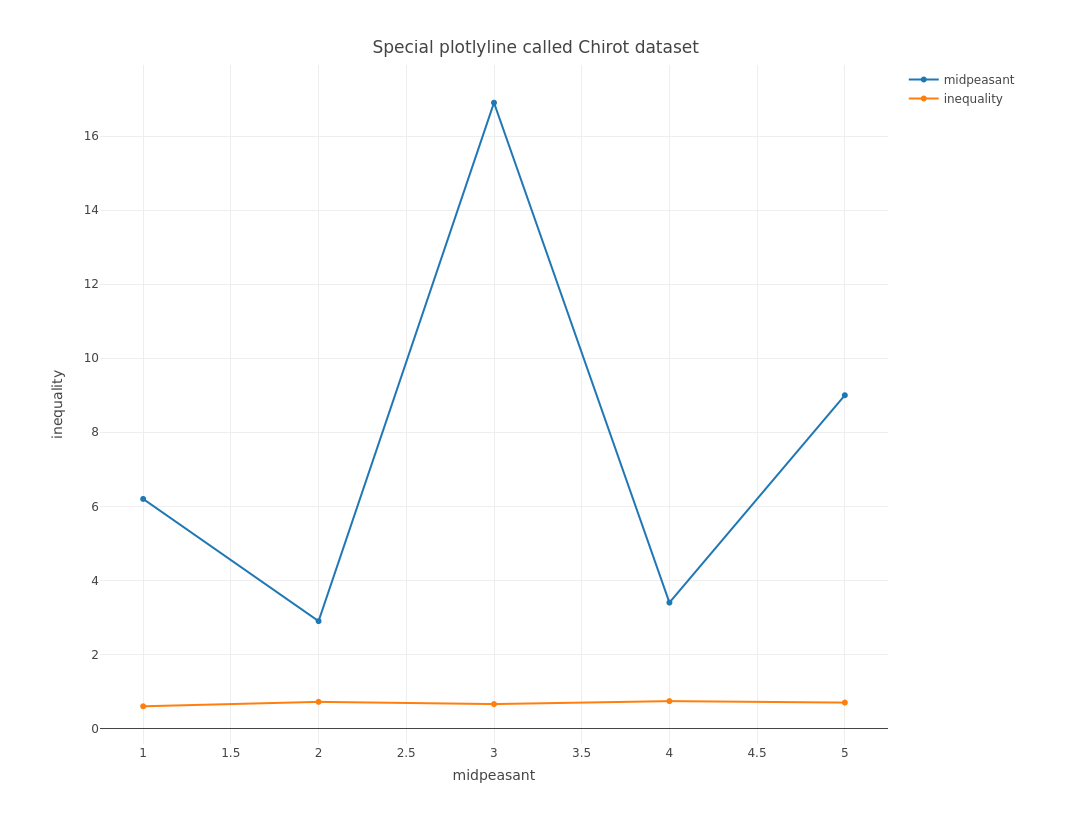 Special plotlyline called Chirot dataset
midpeasant
inequality
16
14
12
10
8
6
4
2
0
inequality
1 1.5 2 2.5 3 3.5 4 4.5 5
midpeasant